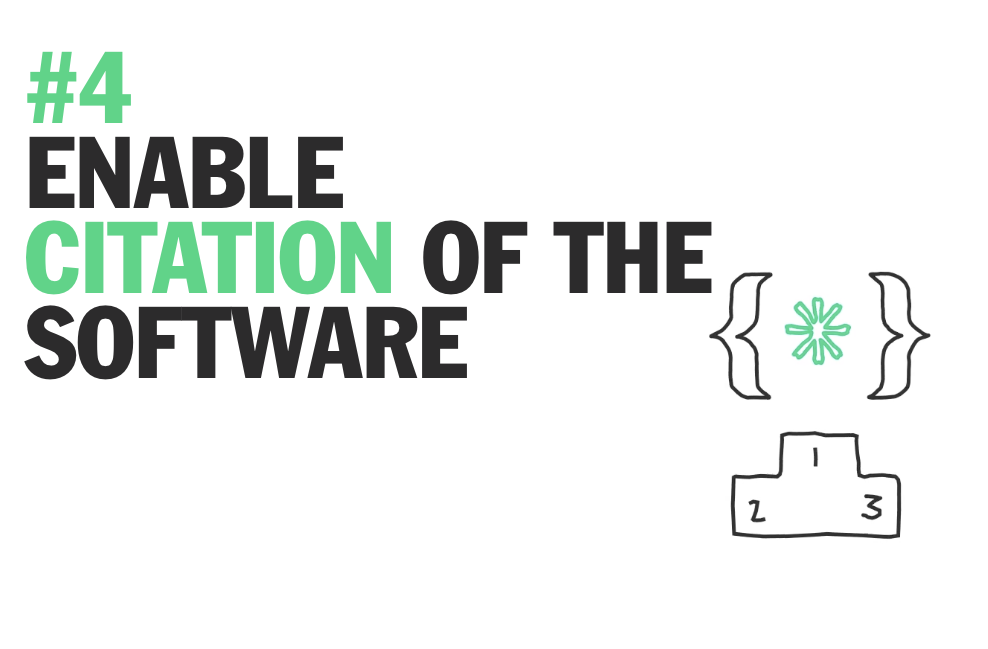 #4
ENABLE
CITATION OF THE
SOFTWARE
{ * }
1
2 3